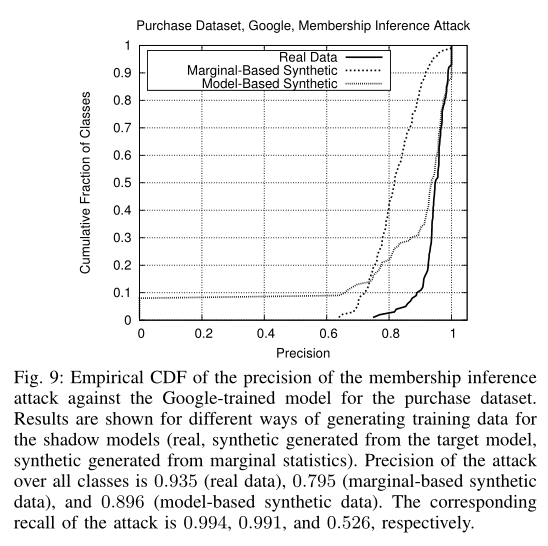 Purchase Dataset, Google, Membership Inference Attack
Real Data
Marginal-Based Synthetic
Model-Based Synthetic
Cumulative Fraction of Classes
1
0.9
0.8
0.7
0.6
0.5
0.4
0.3
0.2
0.1
0
0 0.2 0.4 0.6 0.8 1
Precision
Fig. 9: Empirical CDF of the precision of the membership inference
attack against the Google-trained model for the purchase dataset.
Results are shown for different ways of generating training data for
the shadow models (real, synthetic generated from the target model,
synthetic generated from marginal statistics). Precision of the attack
over all classes is 0.935 (real data), 0.795 (marginal-based synthetic
data), and 0.896 (model-based synthetic data). The corresponding
recall of the attack is 0.994, 0.991, and 0.526, respectively.